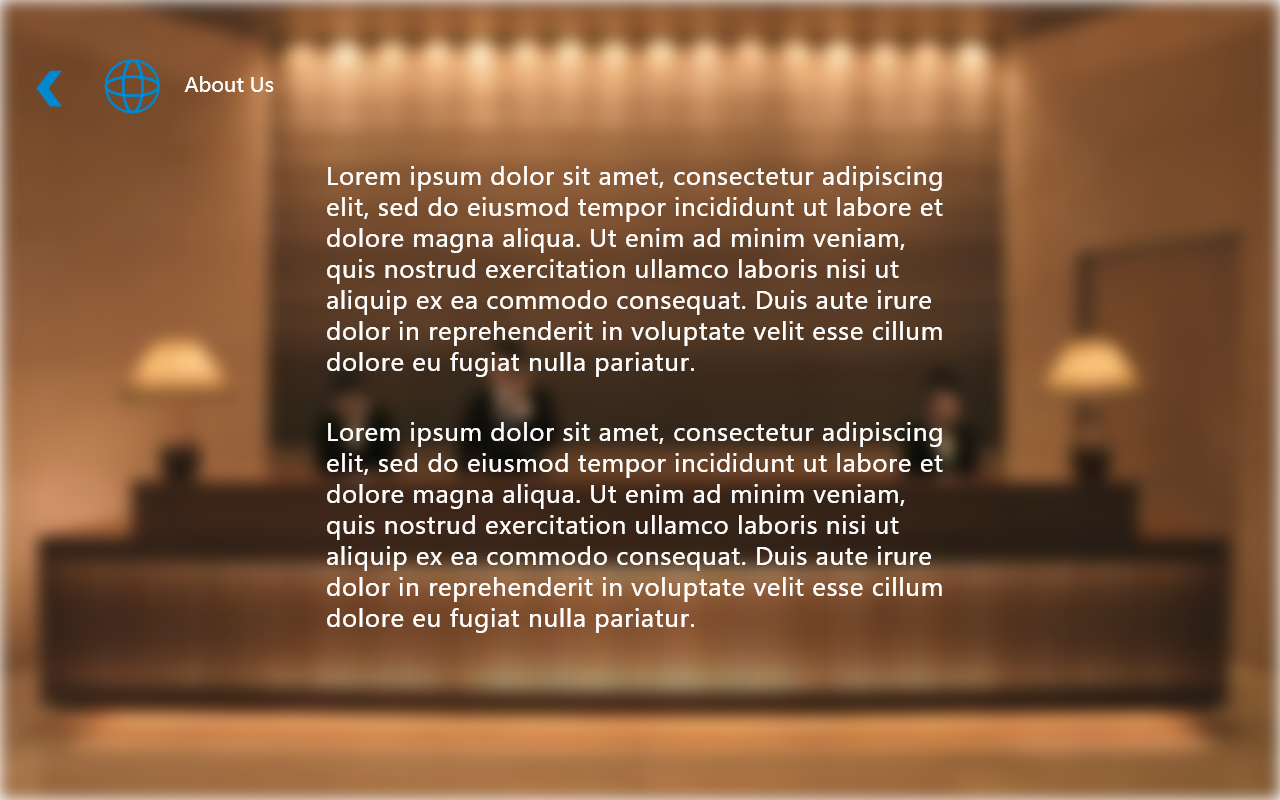 About Us
Lorem ipsum dolor sit amet, consectetur adipiscing
elit, sed do eiusmod tempor incididunt ut labore et
dolore magna aliqua. Ut enim ad minim veniam,
quis nostrud exercitation ullamco laboris nisi ut
aliquip ex ea commodo consequat. Duis aute irure
dolor in reprehenderit in voluptate velit esse cillum
dolore eu fugiat nulla pariatur.
Lorem ipsum dolor sit amet, consectetur adipiscing
elit, sed do eiusmod tempor incididunt ut labore et
dolore magna aliqua. Ut enim ad minim veniam,
quis nostrud exercitation ullamco laboris nisi ut
aliquip ex ea commodo consequat. Duis aute irure
dolor in reprehenderit in voluptate velit esse cillum
dolore eu fugiat nulla pariatur.